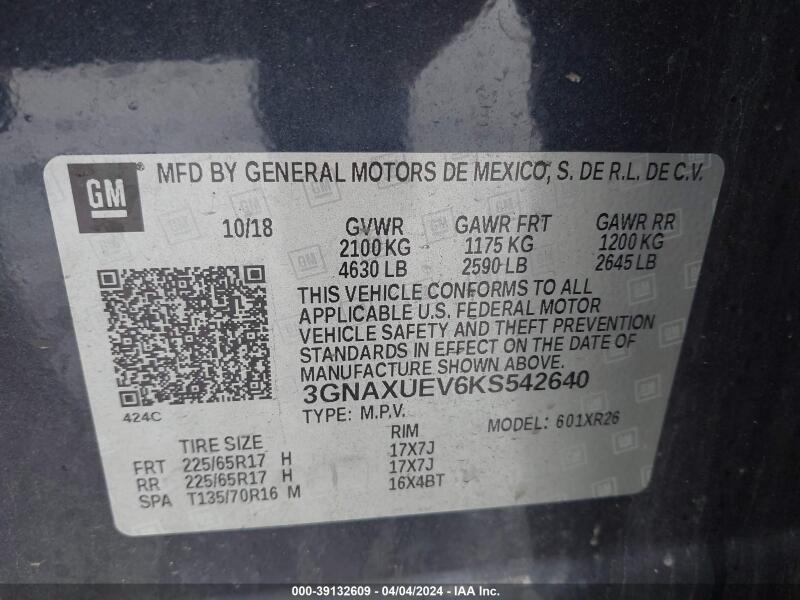 GM
MFD BY GENERAL MOTORS DE MEXICO, S. DE R.L. DE C.V.
10/18 GVWR GAWR FRT GAWR RR
2100 KG 1175 KG 1200 KG
4630 LB 2590 LB 2645 LB
THIS VEHICLE CONFORMS TO ALL
APPLICABLE U.S. FEDERAL MOTOR
VEHICLE SAFETY AND THEFT PREVENTION
STANDARDS IN EFFECT ON THE DATE OF
MANUFACTURE SHOWN ABOVE.
3GNAXUEV6KS542640
424C
TYPE: M.P.V. MODEL: 601XR26
TIRE SIZE RIM
FRT 225/65R17 H 17X7J
RR 225/65R17 H 17X7J
SPA T135/70R16 M 16X4BT
000-39132609 - 04/04/2024 - IAA Inc.